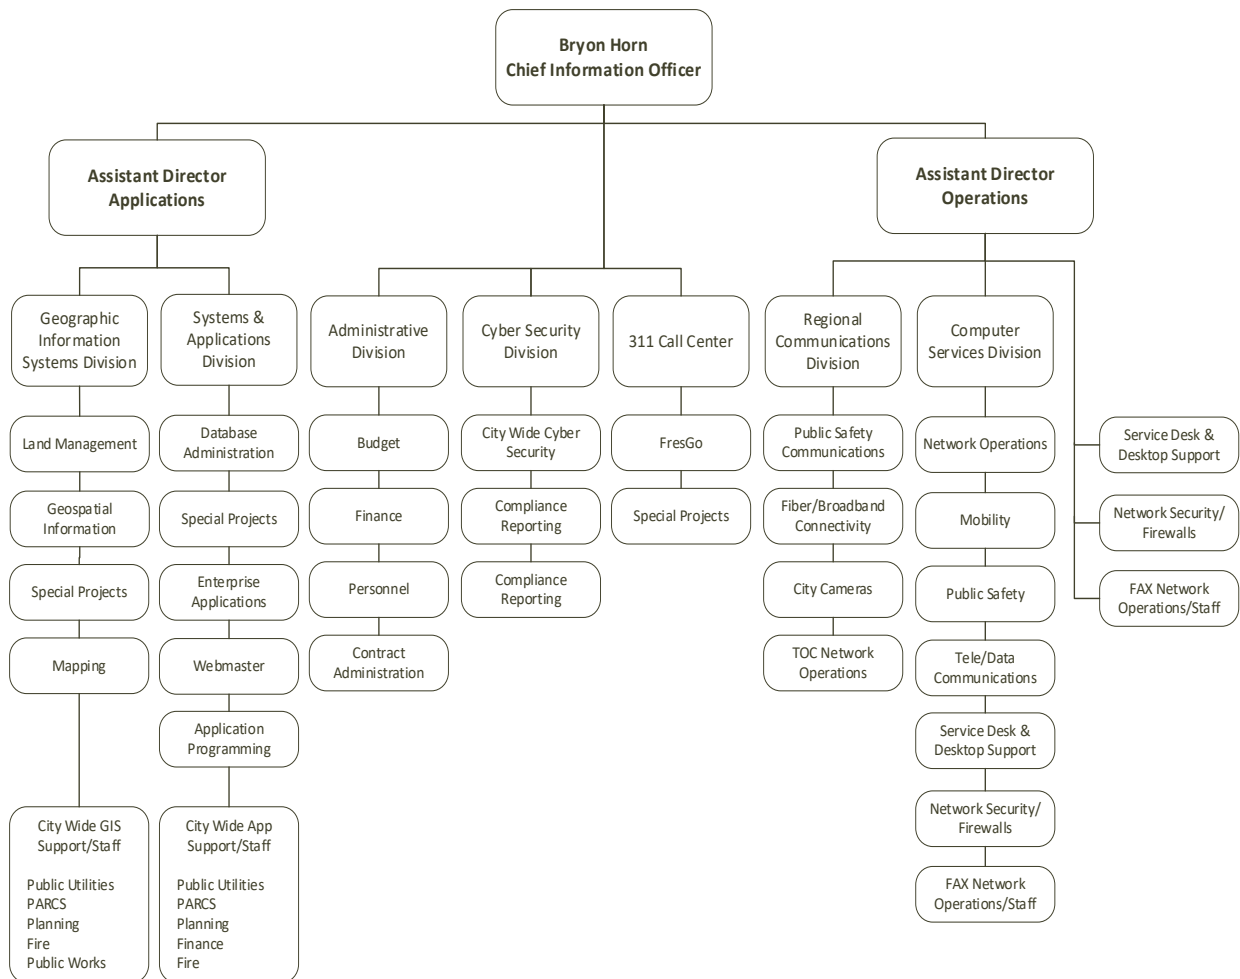 Bryon Horn
Chief Information Officer
Assistant Director
Applications
Assistant Director
Operations
Geographic
Information
Systems Division
Land Management
Geospatial
Information
Special Projects
Mapping
City Wide GIS
Support/Staff
Public Utilities
PARCS
Planning
Fire
Public Works
Systems &
Applications
Division
Database
Administration
Special Projects
Enterprise
Applications
Webmaster
Application
Programming
City Wide App
Support/Staff
Public Utilities
PARCS
Planning
Finance
Fire
Administrative
Division
Budget
Finance
Personnel
Contract
Administration
Cyber Security
Division
City Wide Cyber
Security
Compliance
Reporting
Compliance
Reporting
311 Call Center
FresGo
Special Projects
Regional
Communications
Division
Public Safety
Communications
Fiber/Broadband
Connectivity
City Cameras
TOC Network
Operations
Computer
Services Division
Network Operations
Mobility
Public Safety
Tele/Data
Communications
Service Desk &
Desktop Support
Network Security/
Firewalls
FAX Network
Operations/Staff
Service Desk &
Desktop Support
Network Security/
Firewalls
FAX Network
Operations/Staff